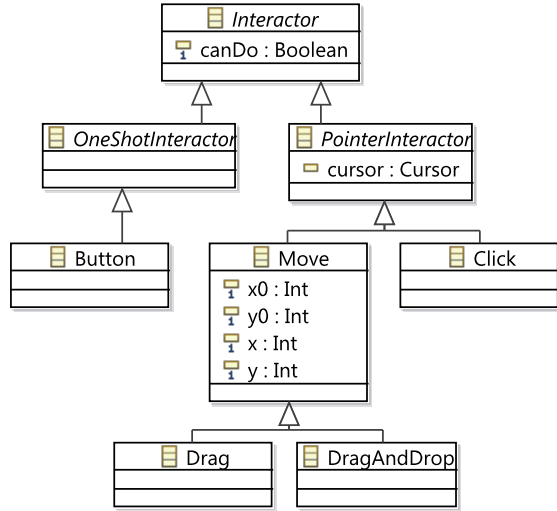 Interactor
canDo : Boolean
OneShotInteractor
PointerInteractor
cursor : Cursor
Button
Move
Click
x0 : Int
y0 : Int
x : Int
y : Int
Drag
DragAndDrop